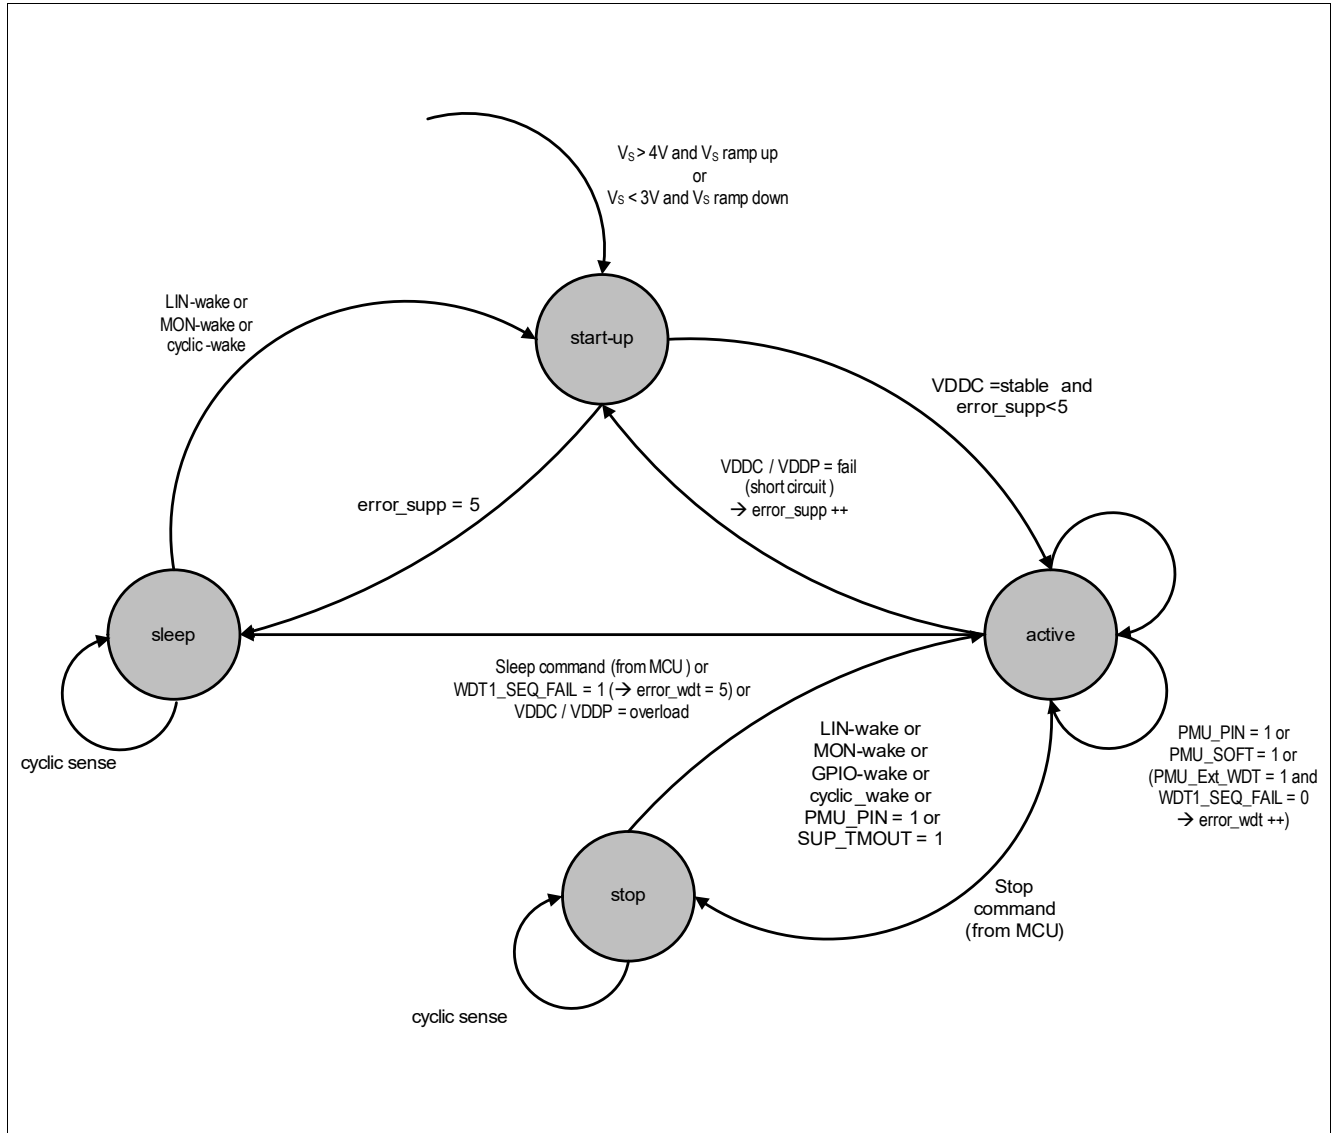 VS > 4V and VS ramp up
or
VS < 3V and VS ramp down
LIN-wake or
MON-wake or
cyclic -wake
start-up
VDDC =stable and
error_supp<5
VDDC / VDDP = fail
(short circuit )
→ error_supp ++
error_supp = 5
sleep
active
Sleep command (from MCU ) or
WDT1_SEQ_FAIL = 1 (→ error_wdt = 5) or
VDDC / VDDP = overload
cyclic sense
LIN-wake or
MON-wake or
GPIO-wake or
cyclic _wake or
PMU_PIN = 1 or
SUP_TMOUT = 1
PMU_PIN = 1 or
PMU_SOFT = 1 or
(PMU_Ext_WDT = 1 and
WDT1_SEQ_FAIL = 0
→ error_wdt ++)
stop
Stop
command
(from MCU)
cyclic sense